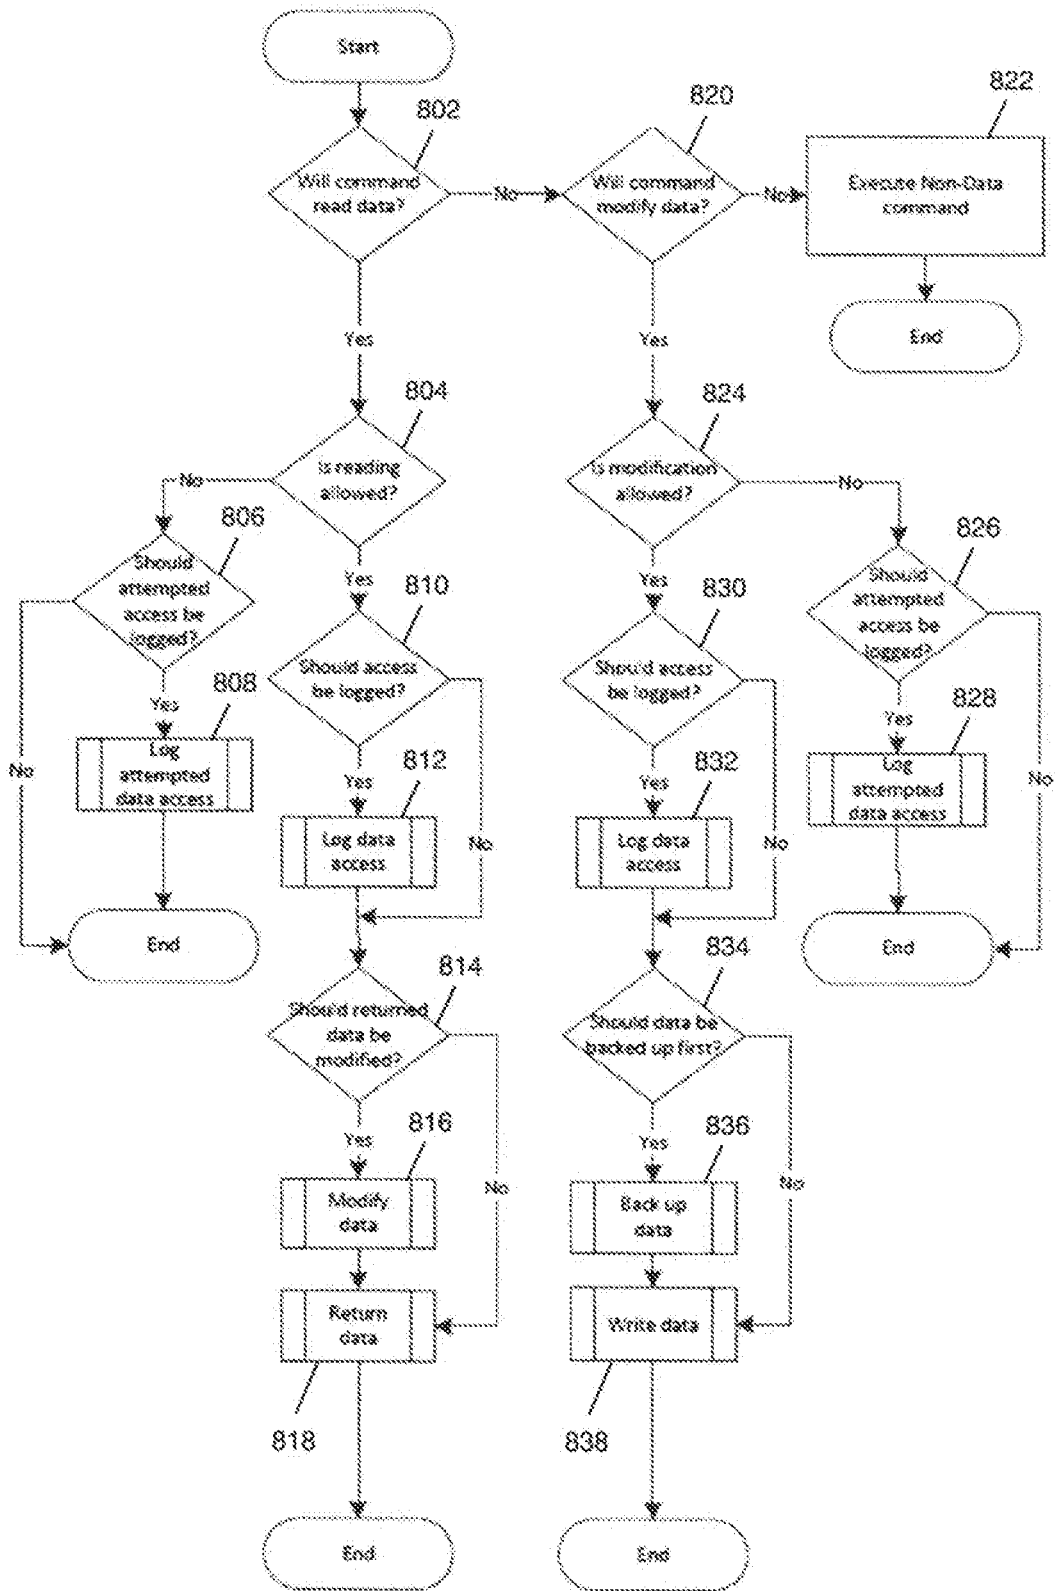 Start
802
820
822
Will command
read data?
No
Will command
modify data?
No
Execute Non-Data
command
End
Yes
Yes
804
824
Is reading
allowed?
No
Is modification
allowed?
No
806
826
Should
attempted
access be
logged?
Yes
810
Yes
830
Should
attempted
access be
logged?
Should access
be logged?
Should access
be logged?
Yes
808
Yes
828
No
Log
attempted
data access
Yes
812
Yes
832
Log
attempted
data access
No
Log data
access
No
Log data
access
No
End
End
814
834
Should returned
data be
modified?
Should data be
backed up first?
Yes
816
Yes
836
No
No
Modify
data
Back up
data
Return
data
Write data
818
838
End
End